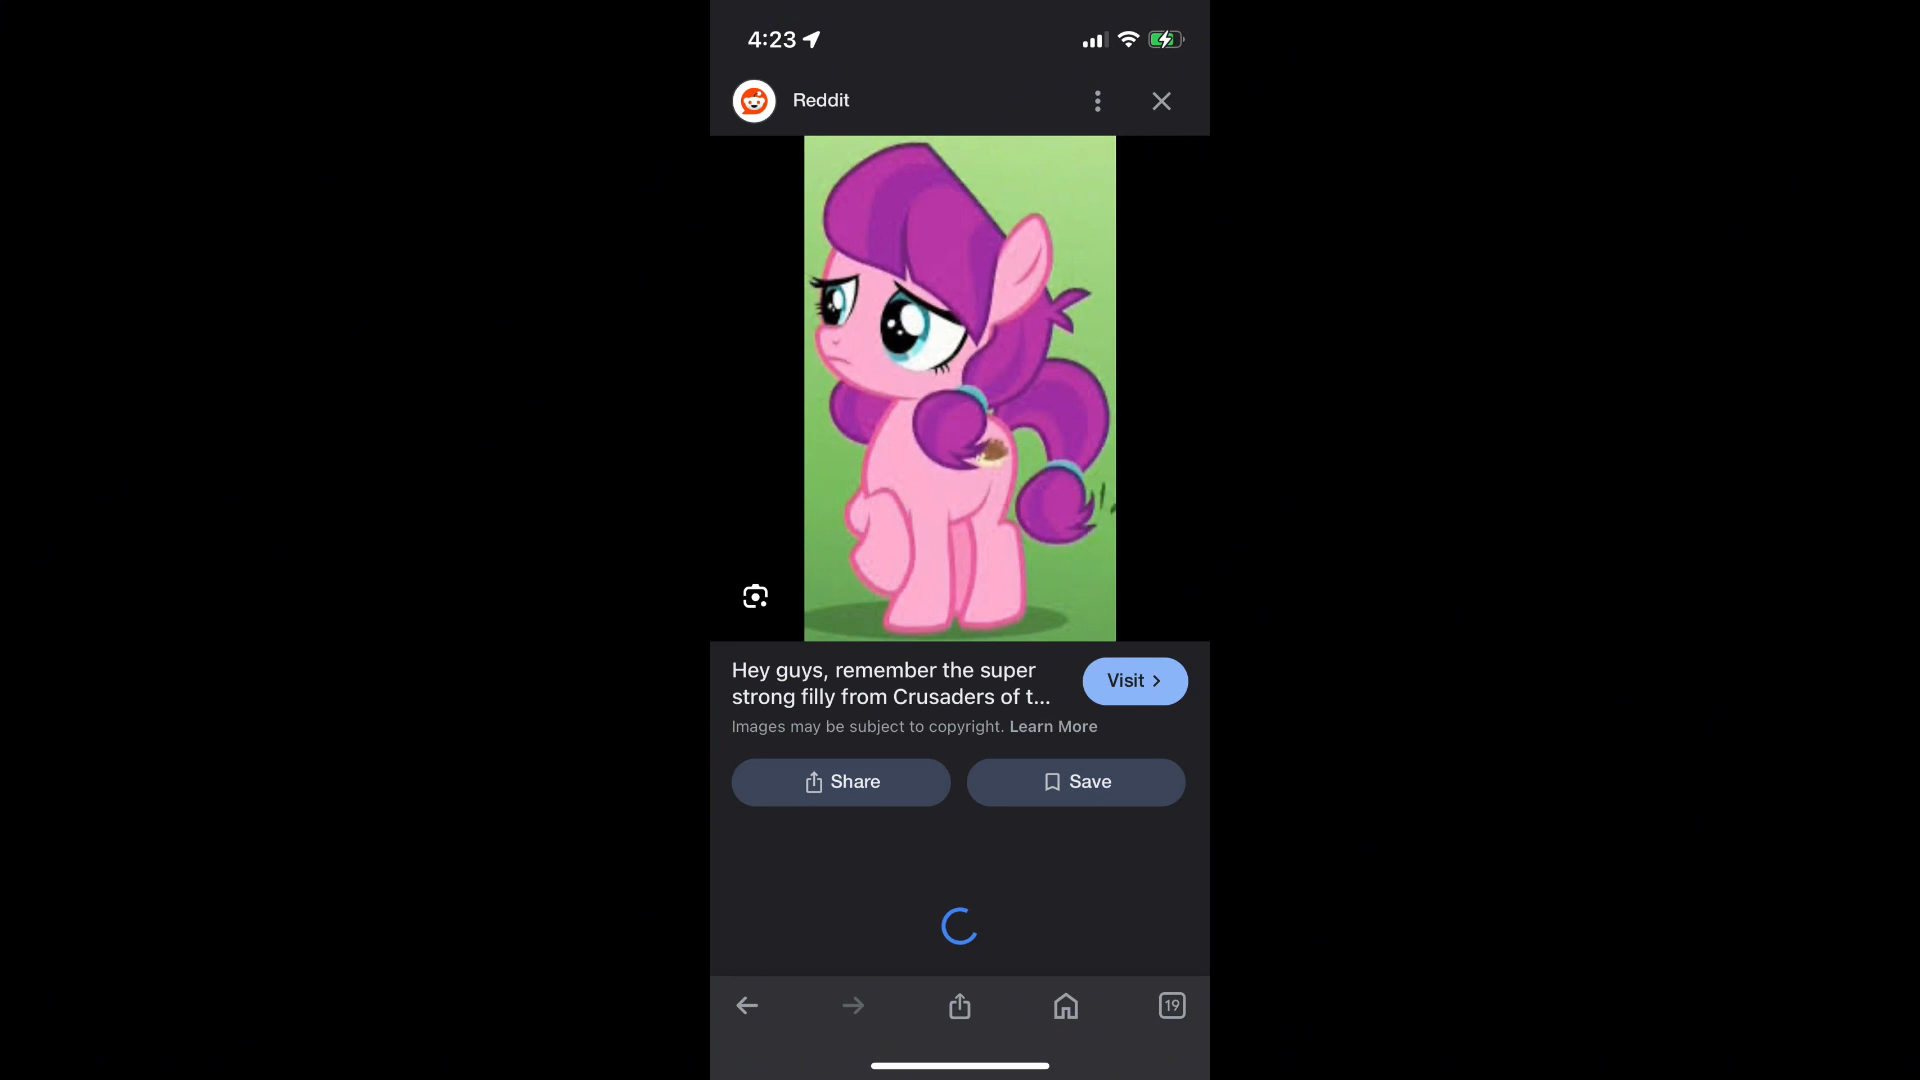 4:23
Reddit
Hey guys, remember the super
strong filly from Crusaders of t...
Visit
Images may be subject to copyright. Learn More
Share
Save
19